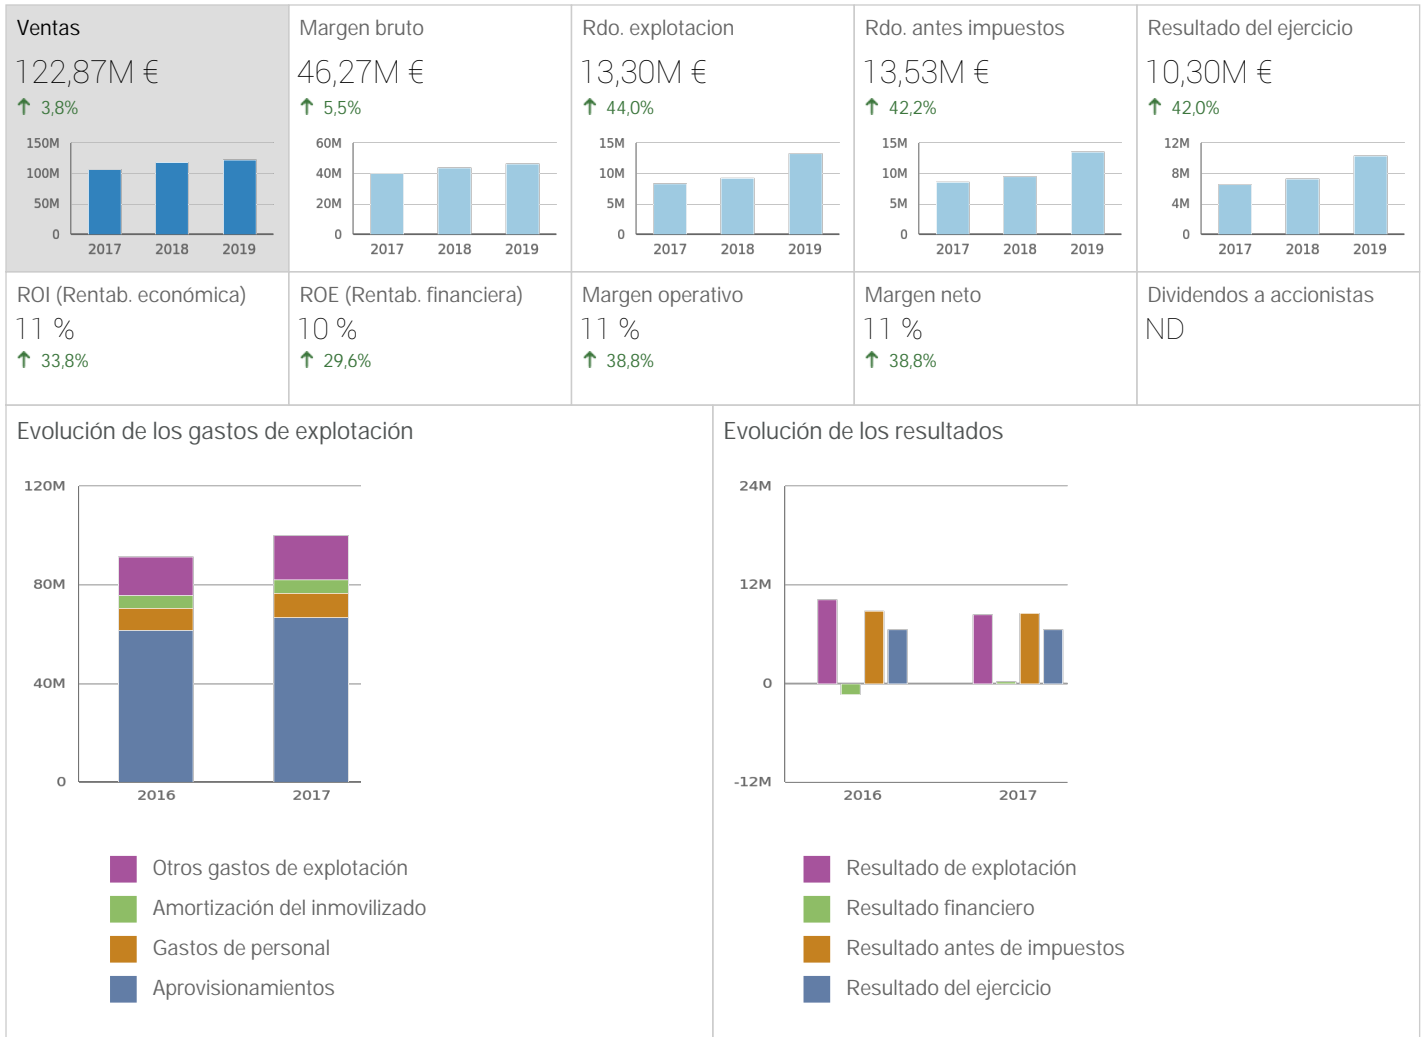 Ventas
122,87M €
3,8%
150M
100M
50M
0
2017 2018 2019
Margen bruto
46,27M €
5,5%
60M
40M
20M
0
2017 2018 2019
Rdo. explotacion
13,30M €
44,0%
15M
10M
5M
0
2017 2018 2019
Rdo. antes impuestos
13,53M €
42,2%
15M
10M
5M
0
2017 2018 2019
Resultado del ejercicio
10,30M €
42,0%
12M
8M
4M
0
2017 2018 2019
ROI (Rentab. económica)
11 %
33,8%
ROE (Rentab. financiera)
10 %
29,6%
Margen operativo
11 %
38,8%
Margen neto
11 %
38,8%
Dividendos a accionistas
ND
Evolución de los gastos de explotación
120M
80M
40M
0
2016 2017
Otros gastos de explotación
Amortización del inmovilizado
Gastos de personal
Aprovisionamientos
Evolución de los resultados
24M
12M
0
-12M
2016 2017
Resultado de explotación
Resultado financiero
Resultado antes de impuestos
Resultado del ejercicio